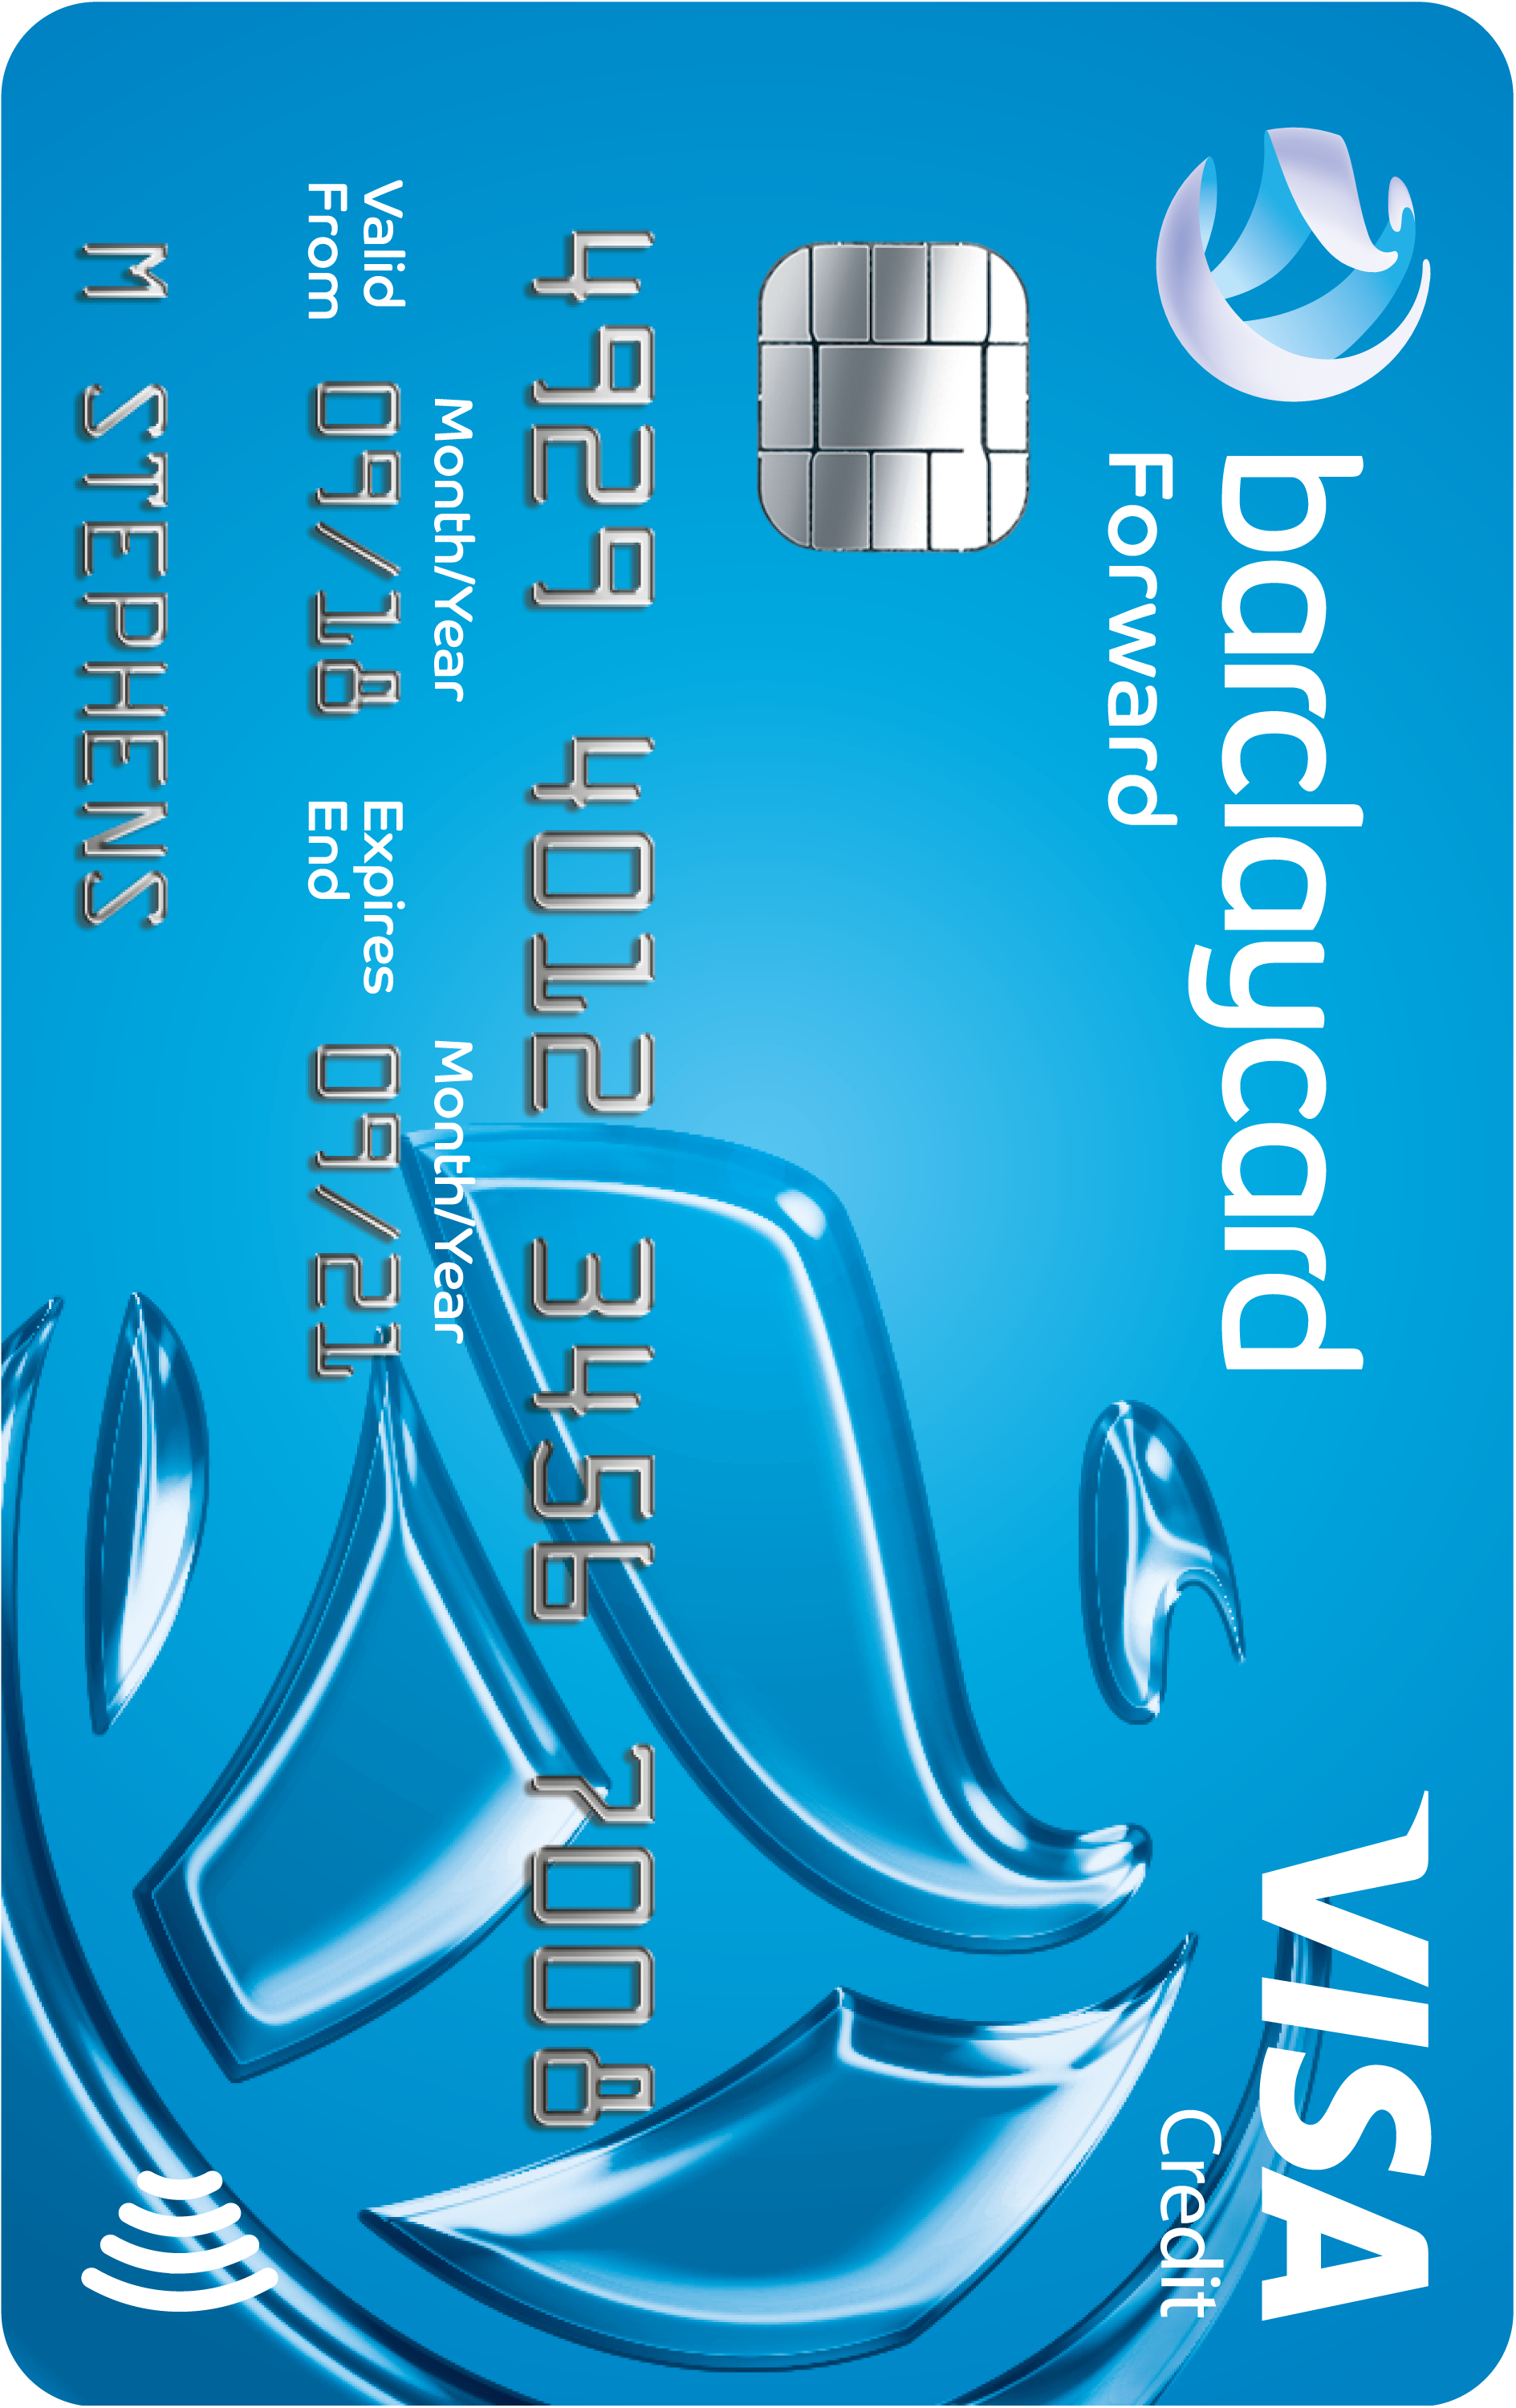 barclaycard
VISA
Forward
Credit
4929 4012 3456 7008
Month/Year Month/Year
Valid From 09/18 Expires End 09/21
M STEPHENS